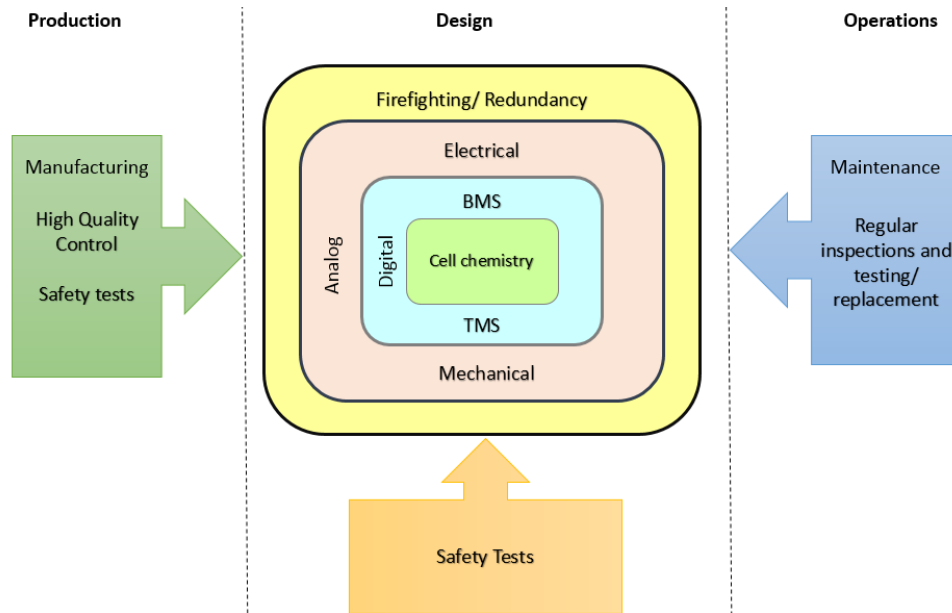 Production
Design
Operations
Manufacturing
High Quality
Control
Safety tests
Firefighting/ Redundancy
Electrical
Analog
BMS
Digital
Cell chemistry
TMS
Mechanical
Maintenance
Regular
inspections and
testing/
replacement
Safety Tests